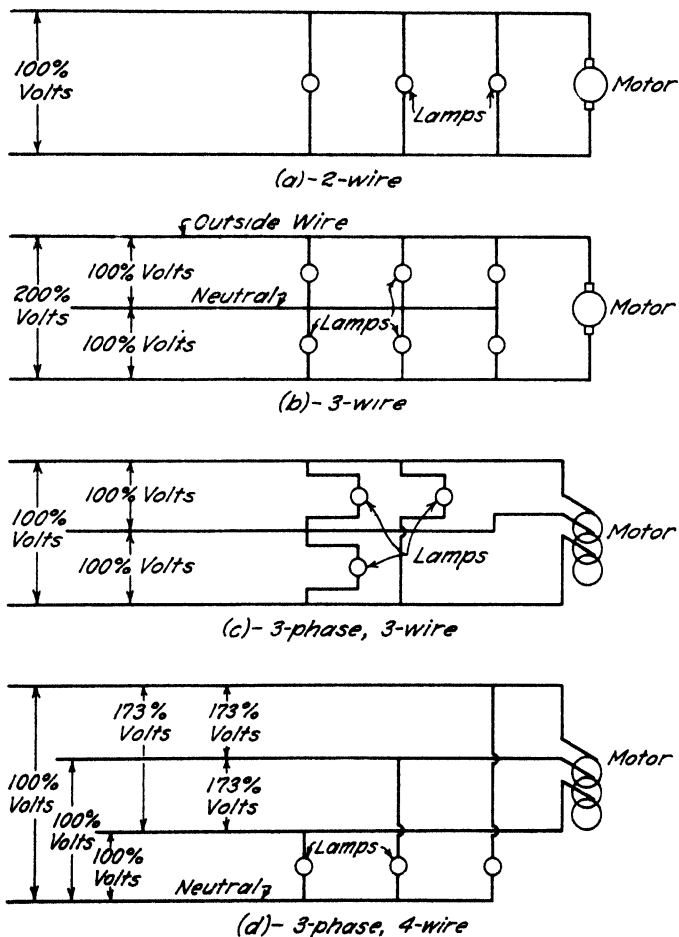 100%
Volts
Lamps
Motor
(a)-2-wire
Outside Wire
100% Volts
200%
Volts
Neutral
100% Volts
Lamps
Motor
(b)-3-wire
100% Volts
100%
Volts
100% Volts
Lamps
Motor
(c)-3-phase, 3-wire
173%
Volts
173%
Volts
173%
Volts
100%
Volts
100%
Volts
100%
Volts
Lamps
Motor
Neutral
(d)-3-phase, 4-wire